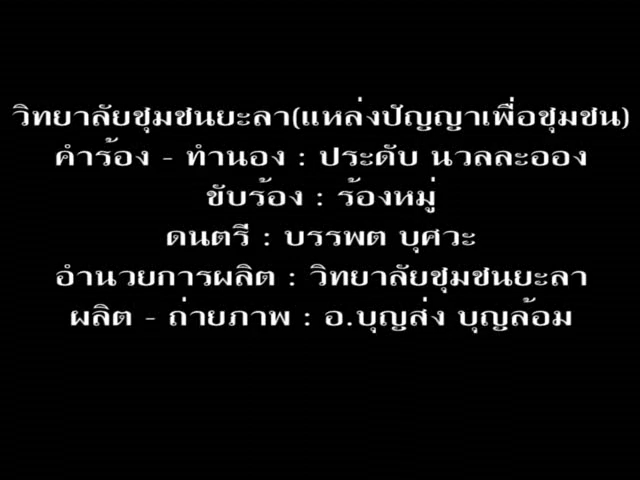 วิทยาลัยชุมชนยะลา(แหล่งปัญญาเพื่อชุมชน)
คำร้อง - ทำนอง : ประดับ นวลละออง
ขับร้อง : ร้องหมู่
ดนตรี : บรรพต บุศวะ
อำนวยการผลิต : วิทยาลัยชุมชนยะลา
ผลิต - ถ่ายภาพ : อ.บุญส่ง บุญล้อม